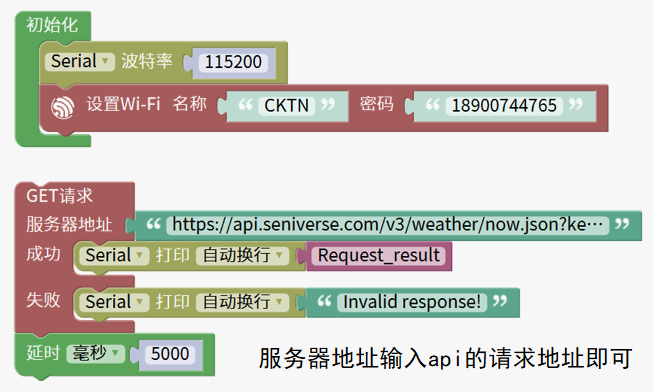 初始化
Serial 波特率 115200
设置Wi-Fi 名称 “ CKTN ” 密码 “ 18900744765 ”
GET请求
服务器地址 “ https://api.seniverse.com/v3/weather/now.json?ke… ”
成功 Serial 打印 自动换行 Request_result
失败 Serial 打印 自动换行 “ Invalid response! ”
延时 毫秒 5000
服务器地址输入api的请求地址即可